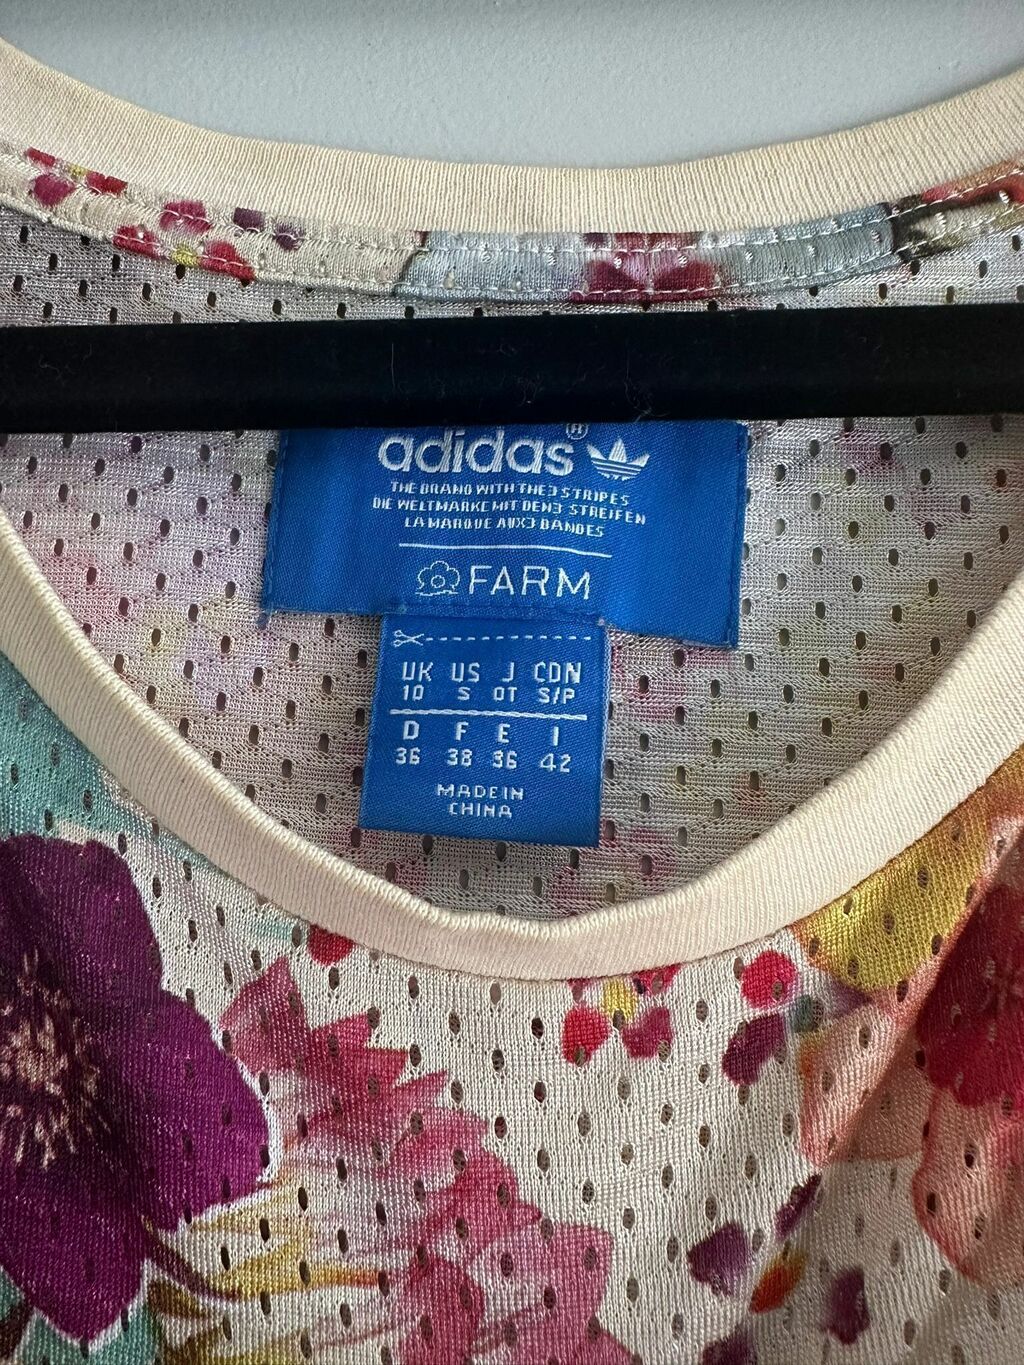 adidas®
THE BRAND WITH THE 3 STRIPES
DIE WELTMARKE MIT DEN 3 STREIFEN
LA MARQUE AUX 3 BANDES
FARM
UK US J CDN
10 S OT S/P
D F E I
36 38 36 42
MADE IN
CHINA